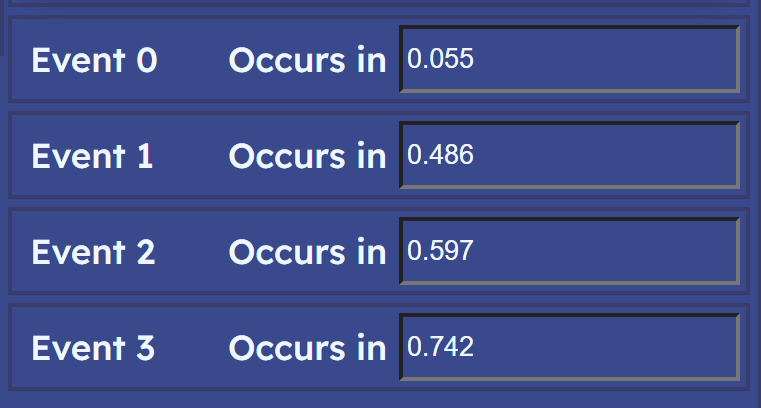 Event 0 Occurs in 0.055
Event 1 Occurs in 0.486
Event 2 Occurs in 0.597
Event 3 Occurs in 0.742